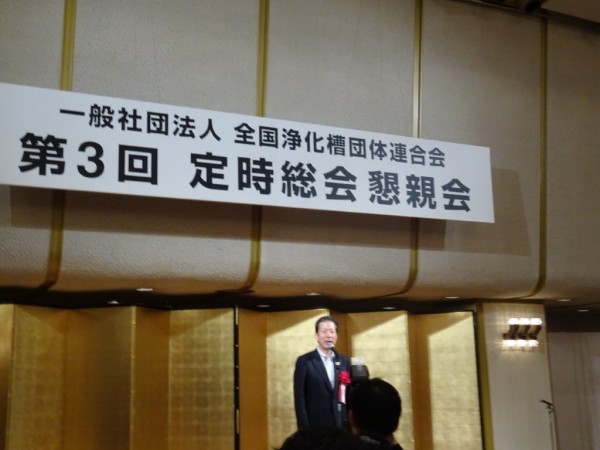 一般社団法人 全国浄化槽団体連合会
第3回 定時総会 懇親会